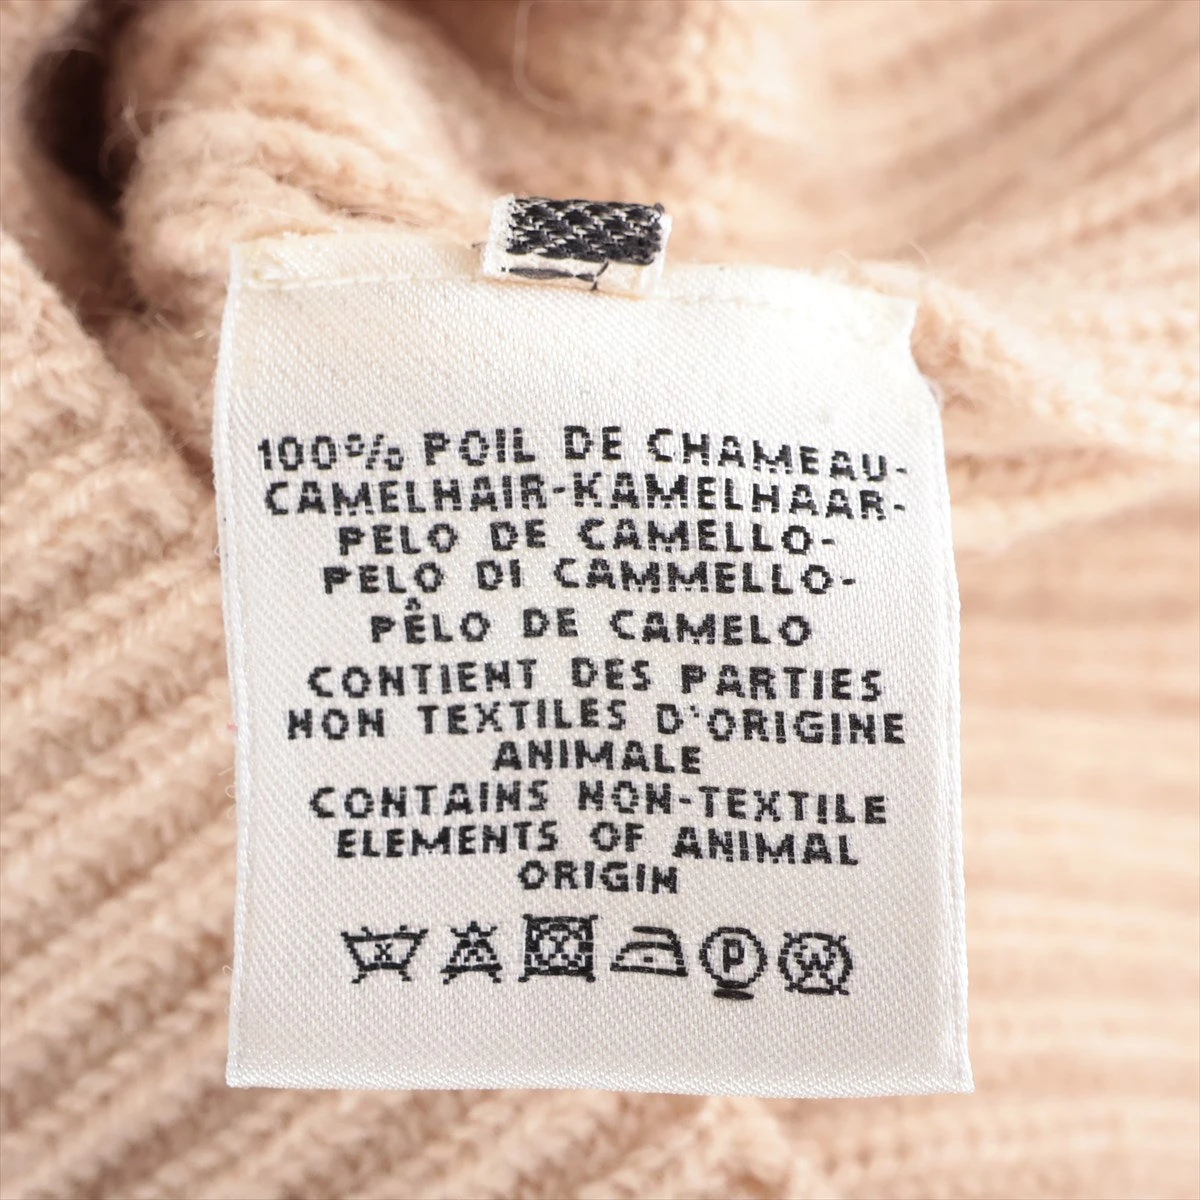 100% POIL DE CHAMEAU-
CAMELHAIR-KAMELHAAR-
PELO DE CAMELLO-
PELO DI CAMMELLO-
PÊLO DE CAMELO
CONTIENT DES PARTIES
NON TEXTILES D'ORIGINE
ANIMALE
CONTAINS NON-TEXTILE
ELEMENTS OF ANIMAL
ORIGIN
P W